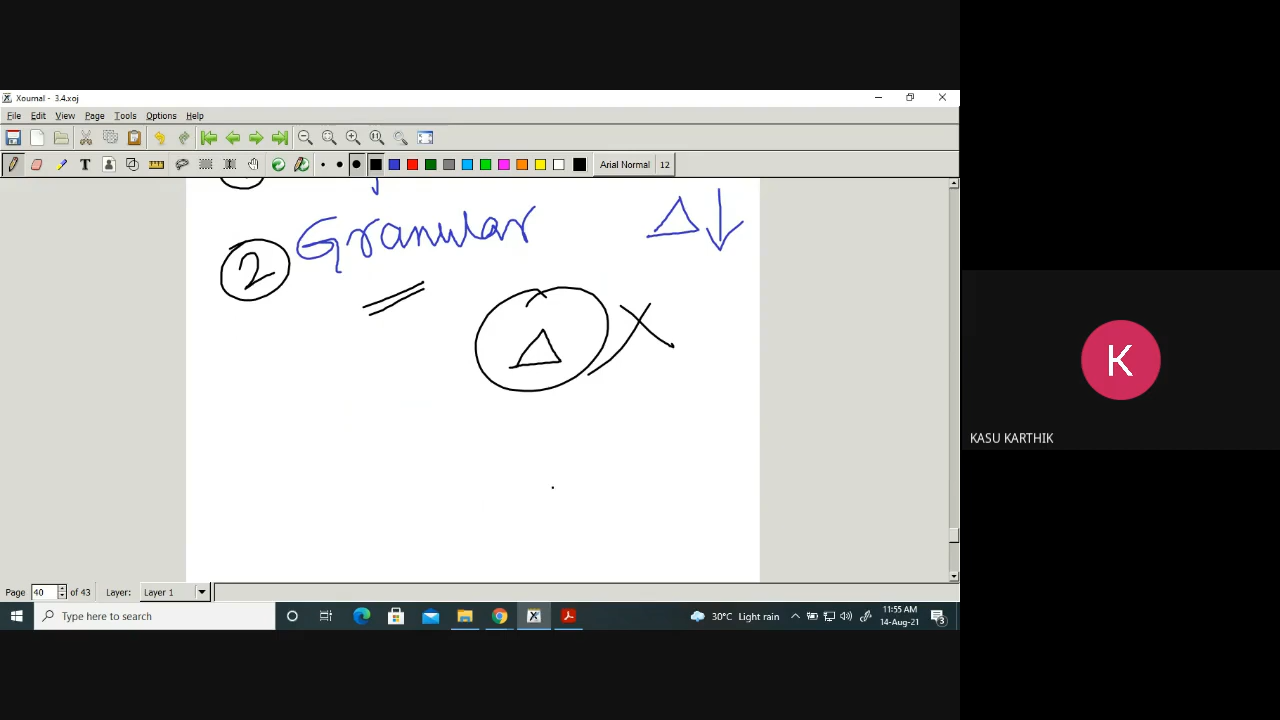 Xournal - 3.4.xoj
File Edit View Page Tools Options Help
Arial Normal 12
Granular Δ↓
2
Δ X
K
KASU KARTHIK
Page 40 of 43 Layer: Layer 1
Type here to search
30°C Light rain
11:55 AM
14-Aug-21
3